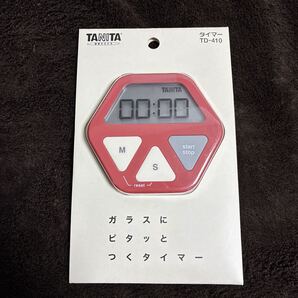 TANITA
タイマー
TD-410
TANITA
00:00
M
S
start
stop
reset
ガラスに
ピタッと
つくタイマー